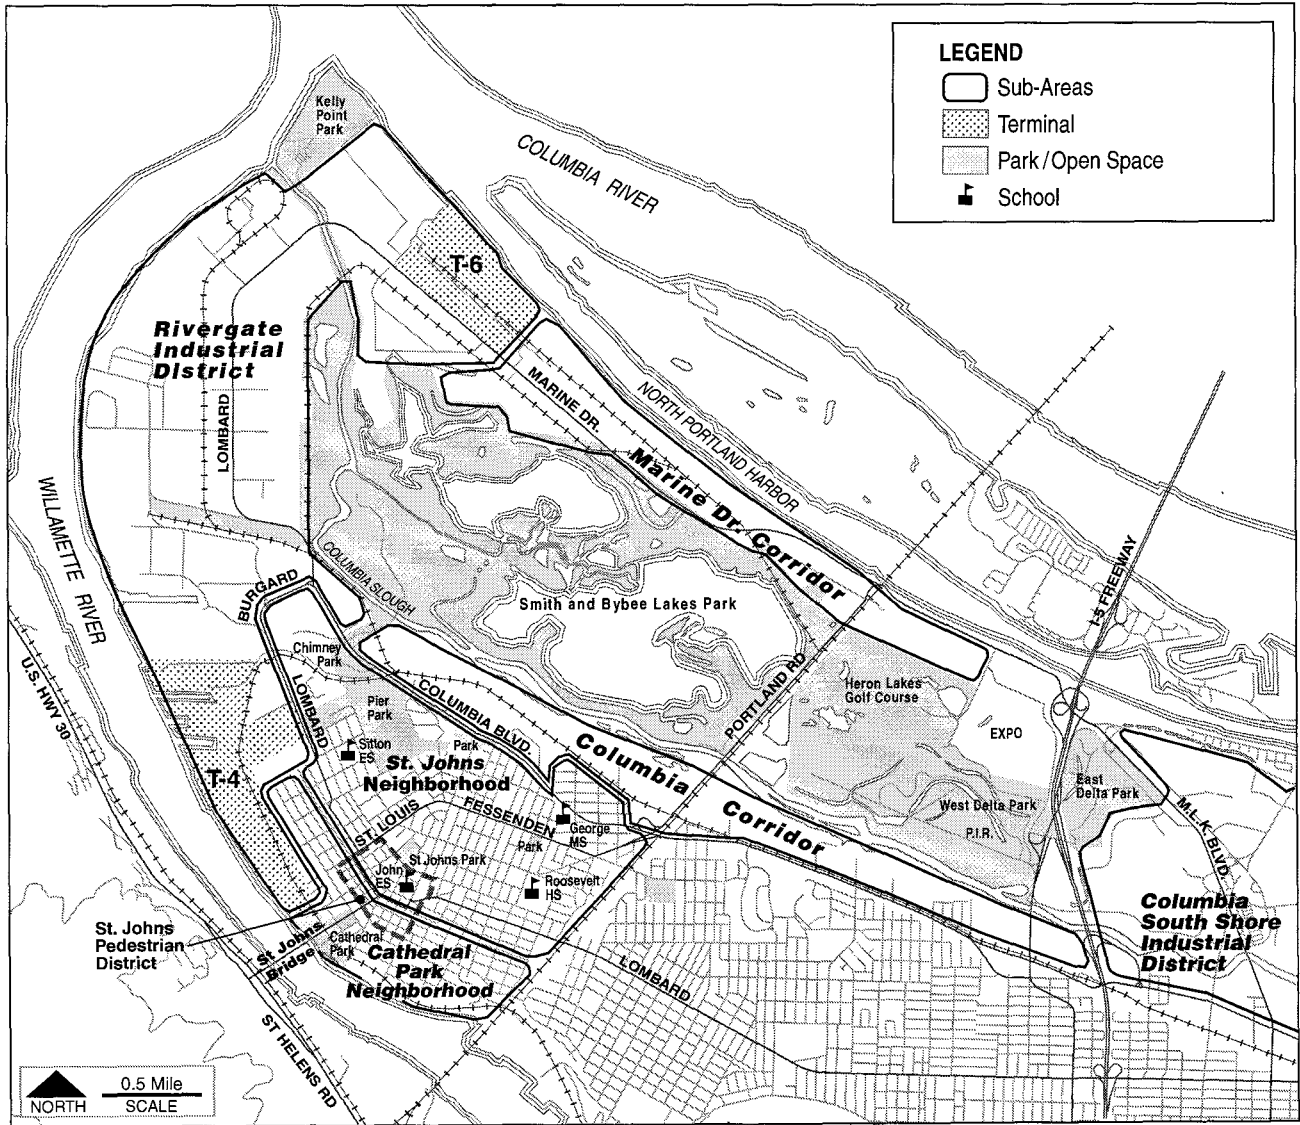 LEGEND
Sub-Areas
Terminal
Park / Open Space
School
Kelly
Point
Park
COLUMBIA RIVER
T-6
Rivergate
Industrial
District
LOMBARD
MARINE DR.
NORTH PORTLAND HARBOR
Marine Dr. Corridor
WILLAMETTE RIVER
COLUMBIA SLOUGH
BURGARD
Smith and Bybee Lakes Park
I-5 FREEWAY
Chimney
Park
U.S. HWY 30
LOMBARD
Pier
Park
COLUMBIA BLVD.
PORTLAND RD
Heron Lakes
Golf Course
EXPO
Sitton
ES
Park
St. Johns
Neighborhood
Columbia
Corridor
T-4
East
Delta Park
West Delta Park
P.I.R.
M.L.K BLVD.
ST. LOUIS
FESSENDEN
George
MS
Park
St Johns Park
John
ES
Roosevelt
HS
St. Johns
Pedestrian
District
St Johns
Bridge
Cathedral
Park
Cathedral
Park
Neighborhood
LOMBARD
Columbia
South Shore
Industrial
District
ST HELENS RD
NORTH
0.5 Mile
SCALE